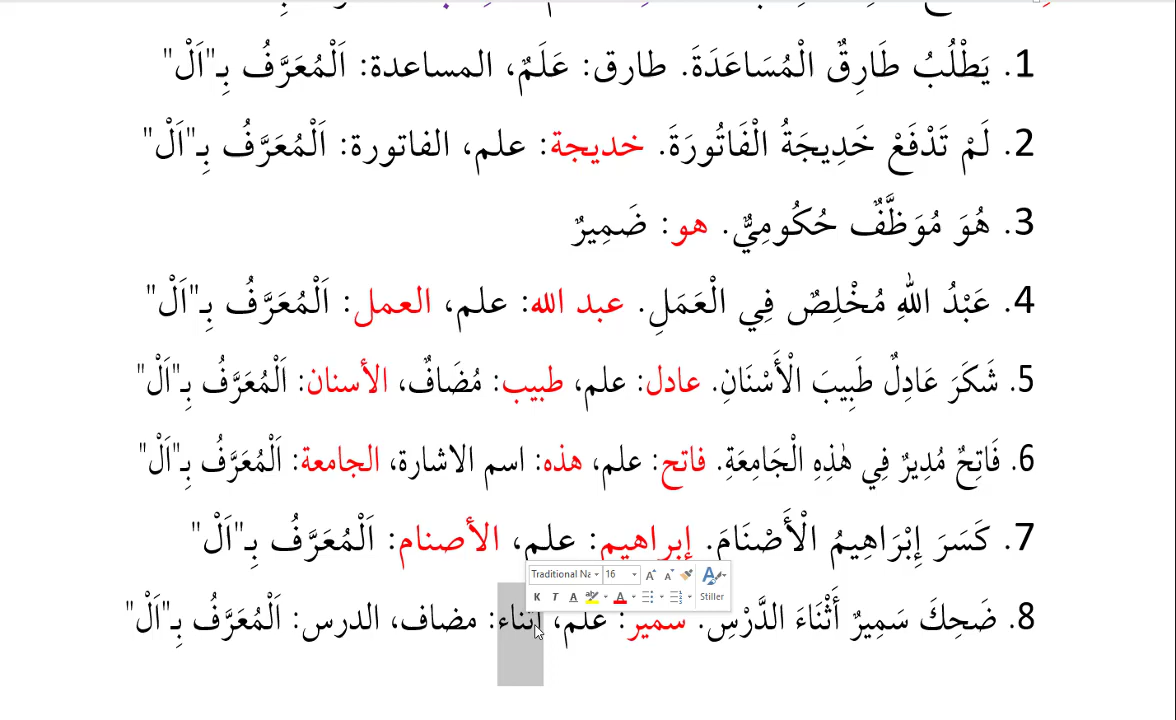 1. يَطْلُبُ طَارِقٌ الْمُسَاعَدَةَ. طارق: عَلَمٌ، المساعدة: اَلْمُعَرَّفُ بِـ"اَلْ"
2. لَمْ تَدْفَعْ خَدِيجَةُ الْفَاتُورَةَ. خديجة: علم، الفاتورة: اَلْمُعَرَّفُ بِـ"اَلْ"
3. هُوَ مُوَظَّفٌ حُكُومِيٌّ. هو: ضَمِيرٌ
4. عَبْدُ اللهِ مُخْلِصٌ فِي الْعَمَلِ. عبد الله: علم، العمل: اَلْمُعَرَّفُ بِـ"اَلْ"
5. شَكَرَ عَادِلٌ طَبِيبَ الْأَسْنَانِ. عادل: علم، طبيب: مُضَافٌ، الأسنان: اَلْمُعَرَّفُ بِـ"اَلْ"
6. فَاتِحٌ مُدِيرٌ فِي هٰذِهِ الْجَامِعَةِ. فاتح: علم، هذه: اسم الاشارة، الجامعة: اَلْمُعَرَّفُ بِـ"اَلْ"
7. كَسَرَ إِبْرَاهِيمُ الْأَصْنَامَ. إبراهيم: علم، الأصنام: اَلْمُعَرَّفُ بِـ"اَلْ"
Traditional Na 16
K T A ab A Stiller
8. ضَحِكَ سَمِيرٌ أَثْنَاءَ الدَّرْسِ. سمير: علم، أثناء: مضاف، الدرس: اَلْمُعَرَّفُ بِـ"اَلْ"